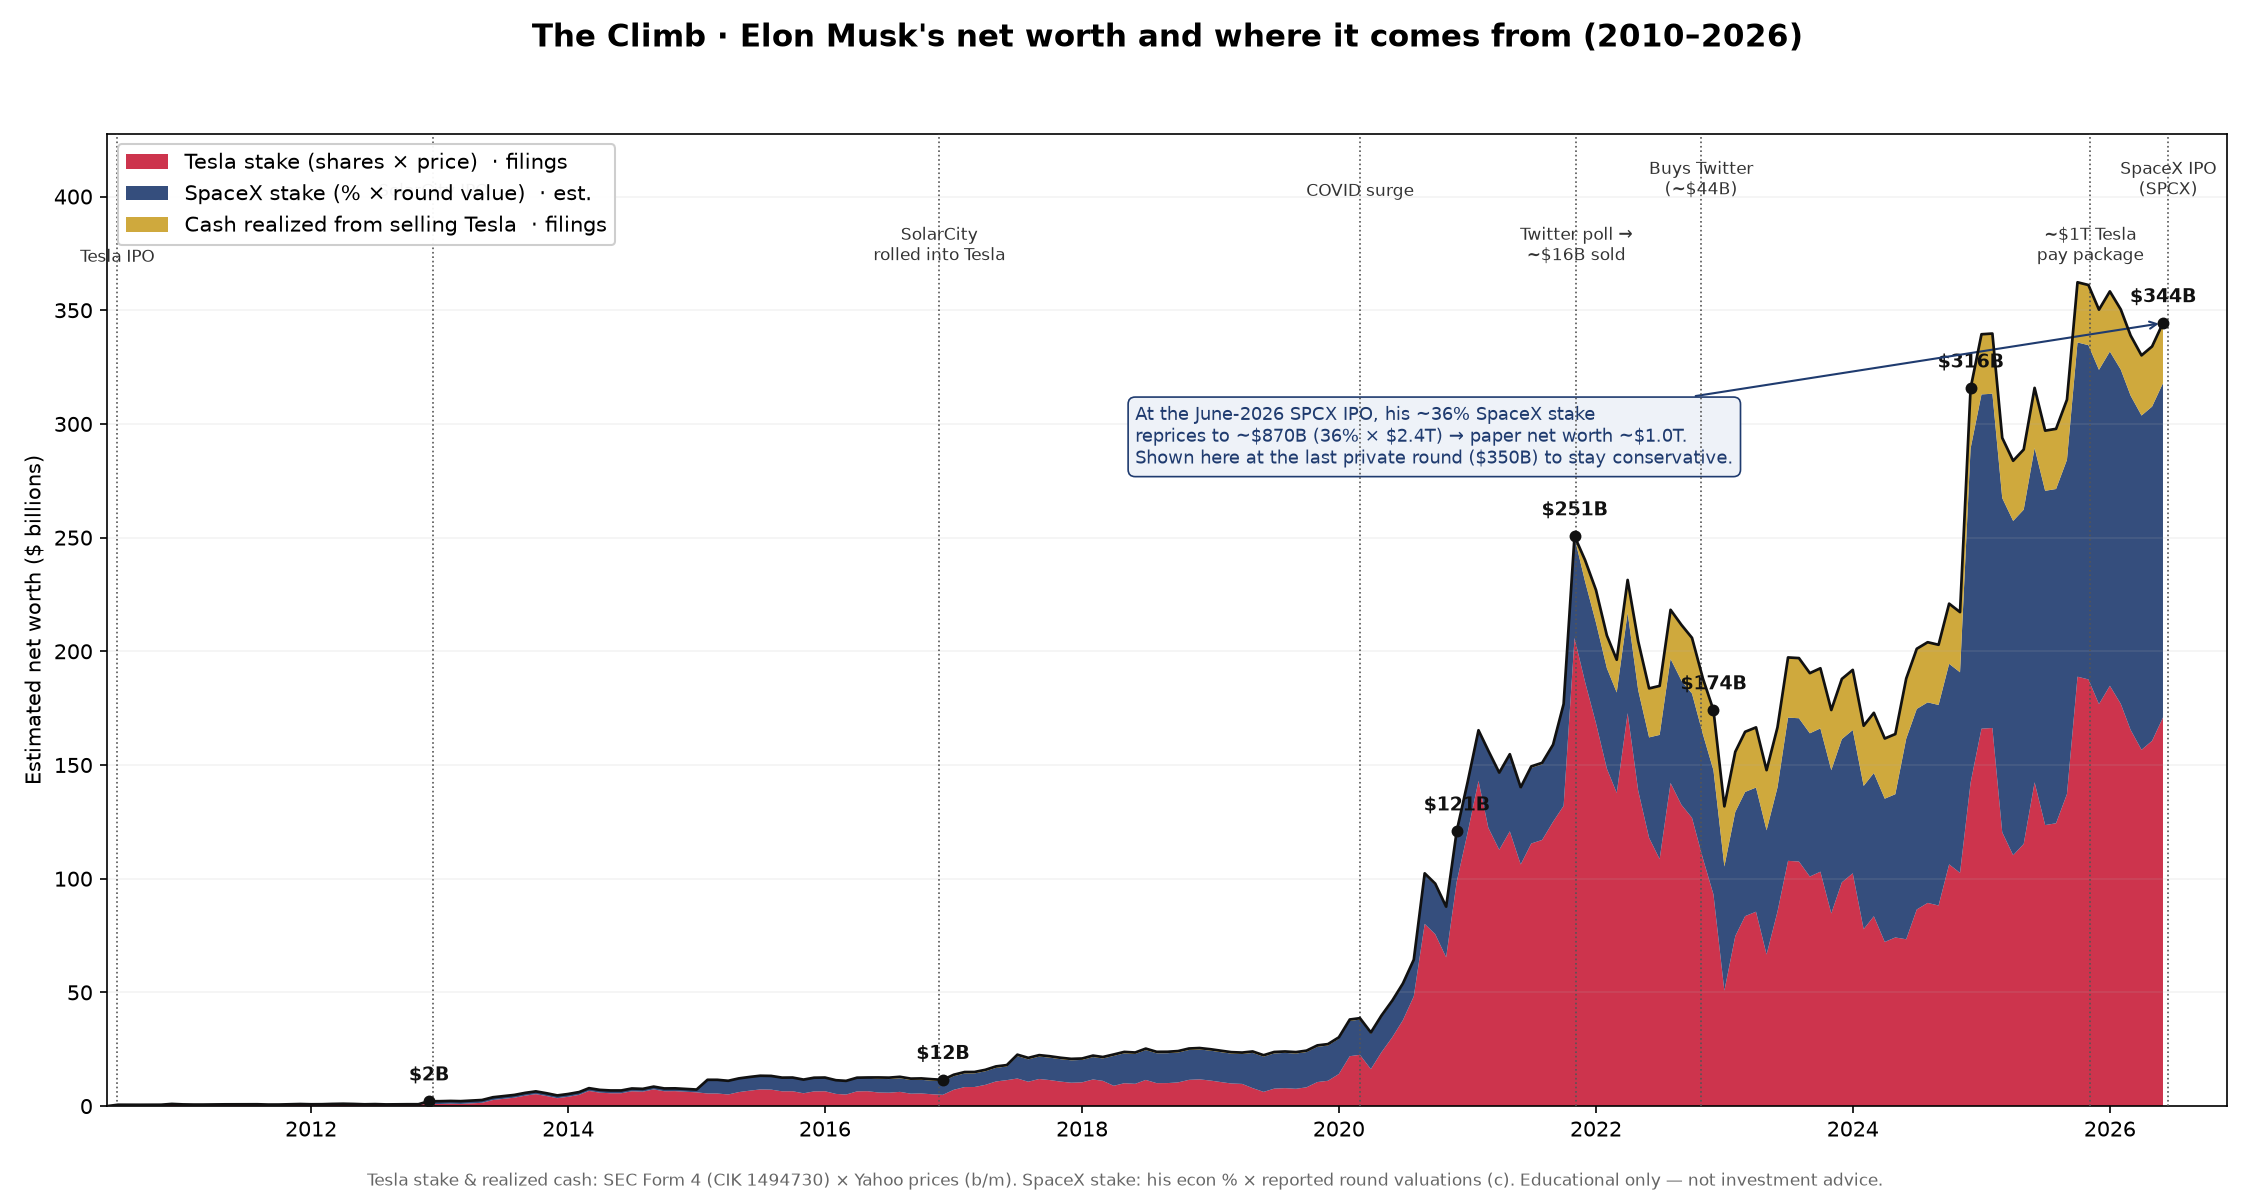 The Climb · Elon Musk's net worth and where it comes from (2010–2026)
Tesla stake (shares × price)  · filings
SpaceX stake (% × round value)  · est.
Cash realized from selling Tesla  · filings
Tesla IPO
SolarCity
rolled into Tesla
COVID surge
Twitter poll →
~$16B sold
Buys Twitter
(~$44B)
~$1T Tesla
pay package
SpaceX IPO
(SPCX)
At the June-2026 SPCX IPO, his ~36% SpaceX stake
reprices to ~$870B (36% × $2.4T) → paper net worth ~$1.0T.
Shown here at the last private round ($350B) to stay conservative.
$2B
$12B
$121B
$251B
$174B
$316B
$344B
Estimated net worth ($ billions)
400
350
300
250
200
150
100
50
0
2012
2014
2016
2018
2020
2022
2024
2026
Tesla stake & realized cash: SEC Form 4 (CIK 1494730) × Yahoo prices (b/m). SpaceX stake: his econ % × reported round valuations (c). Educational only — not investment advice.